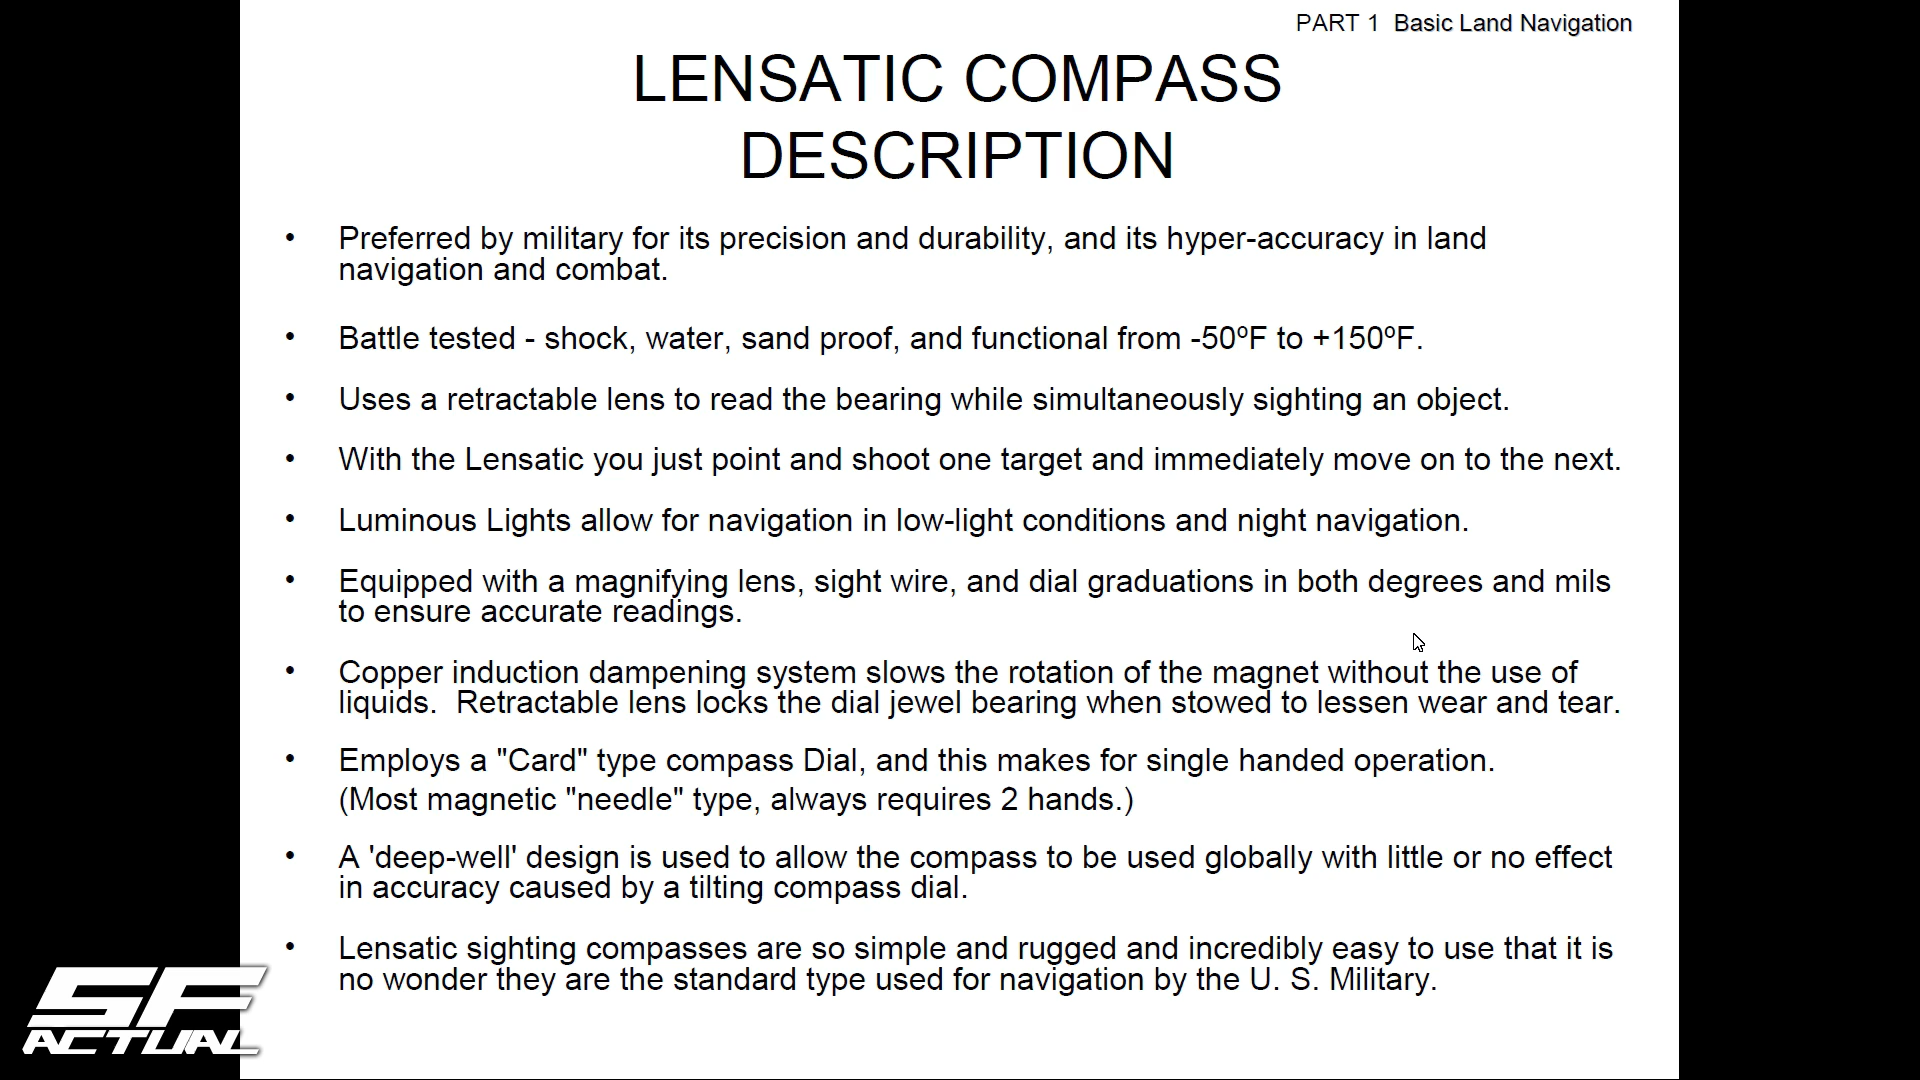 PART 1 Basic Land Navigation
LENSATIC COMPASS
DESCRIPTION
• Preferred by military for its precision and durability, and its hyper-accuracy in land
navigation and combat.
• Battle tested - shock, water, sand proof, and functional from -50ºF to +150ºF.
• Uses a retractable lens to read the bearing while simultaneously sighting an object.
• With the Lensatic you just point and shoot one target and immediately move on to the next.
• Luminous Lights allow for navigation in low-light conditions and night navigation.
• Equipped with a magnifying lens, sight wire, and dial graduations in both degrees and mils
to ensure accurate readings.
• Copper induction dampening system slows the rotation of the magnet without the use of
liquids.  Retractable lens locks the dial jewel bearing when stowed to lessen wear and tear.
• Employs a "Card" type compass Dial, and this makes for single handed operation.
(Most magnetic "needle" type, always requires 2 hands.)
• A 'deep-well' design is used to allow the compass to be used globally with little or no effect
in accuracy caused by a tilting compass dial.
• Lensatic sighting compasses are so simple and rugged and incredibly easy to use that it is
no wonder they are the standard type used for navigation by the U. S. Military.
SF
ACTUAL